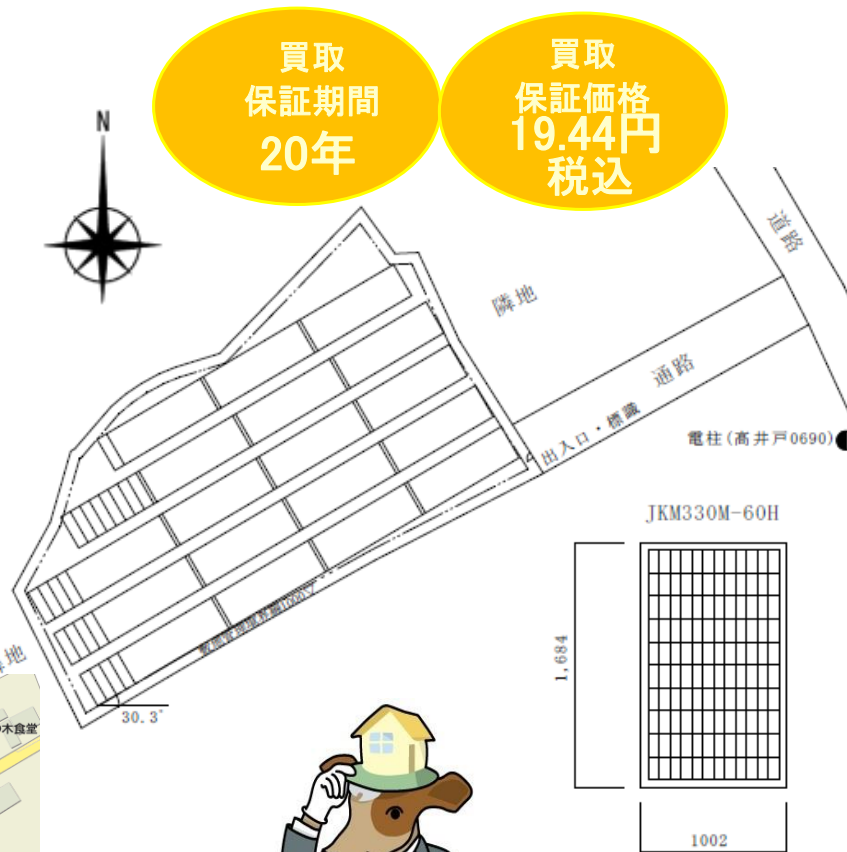 買取
保証期間
20年
買取
保証価格
19.44円
税込
N
道路
隣地
通路
出入口・標識
電柱(高井戸0690)
JKM330M-60H
1,684
1002
30.3°
地
木食堂